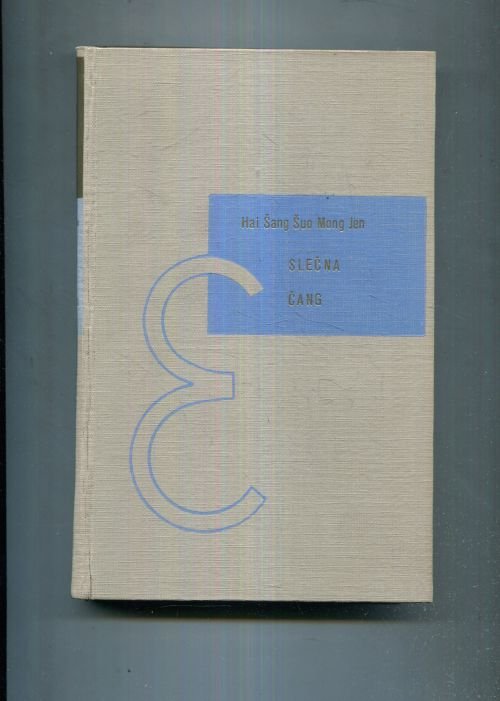 Hai Šang Šuo Mong Jen
SLEČNA
ČANG